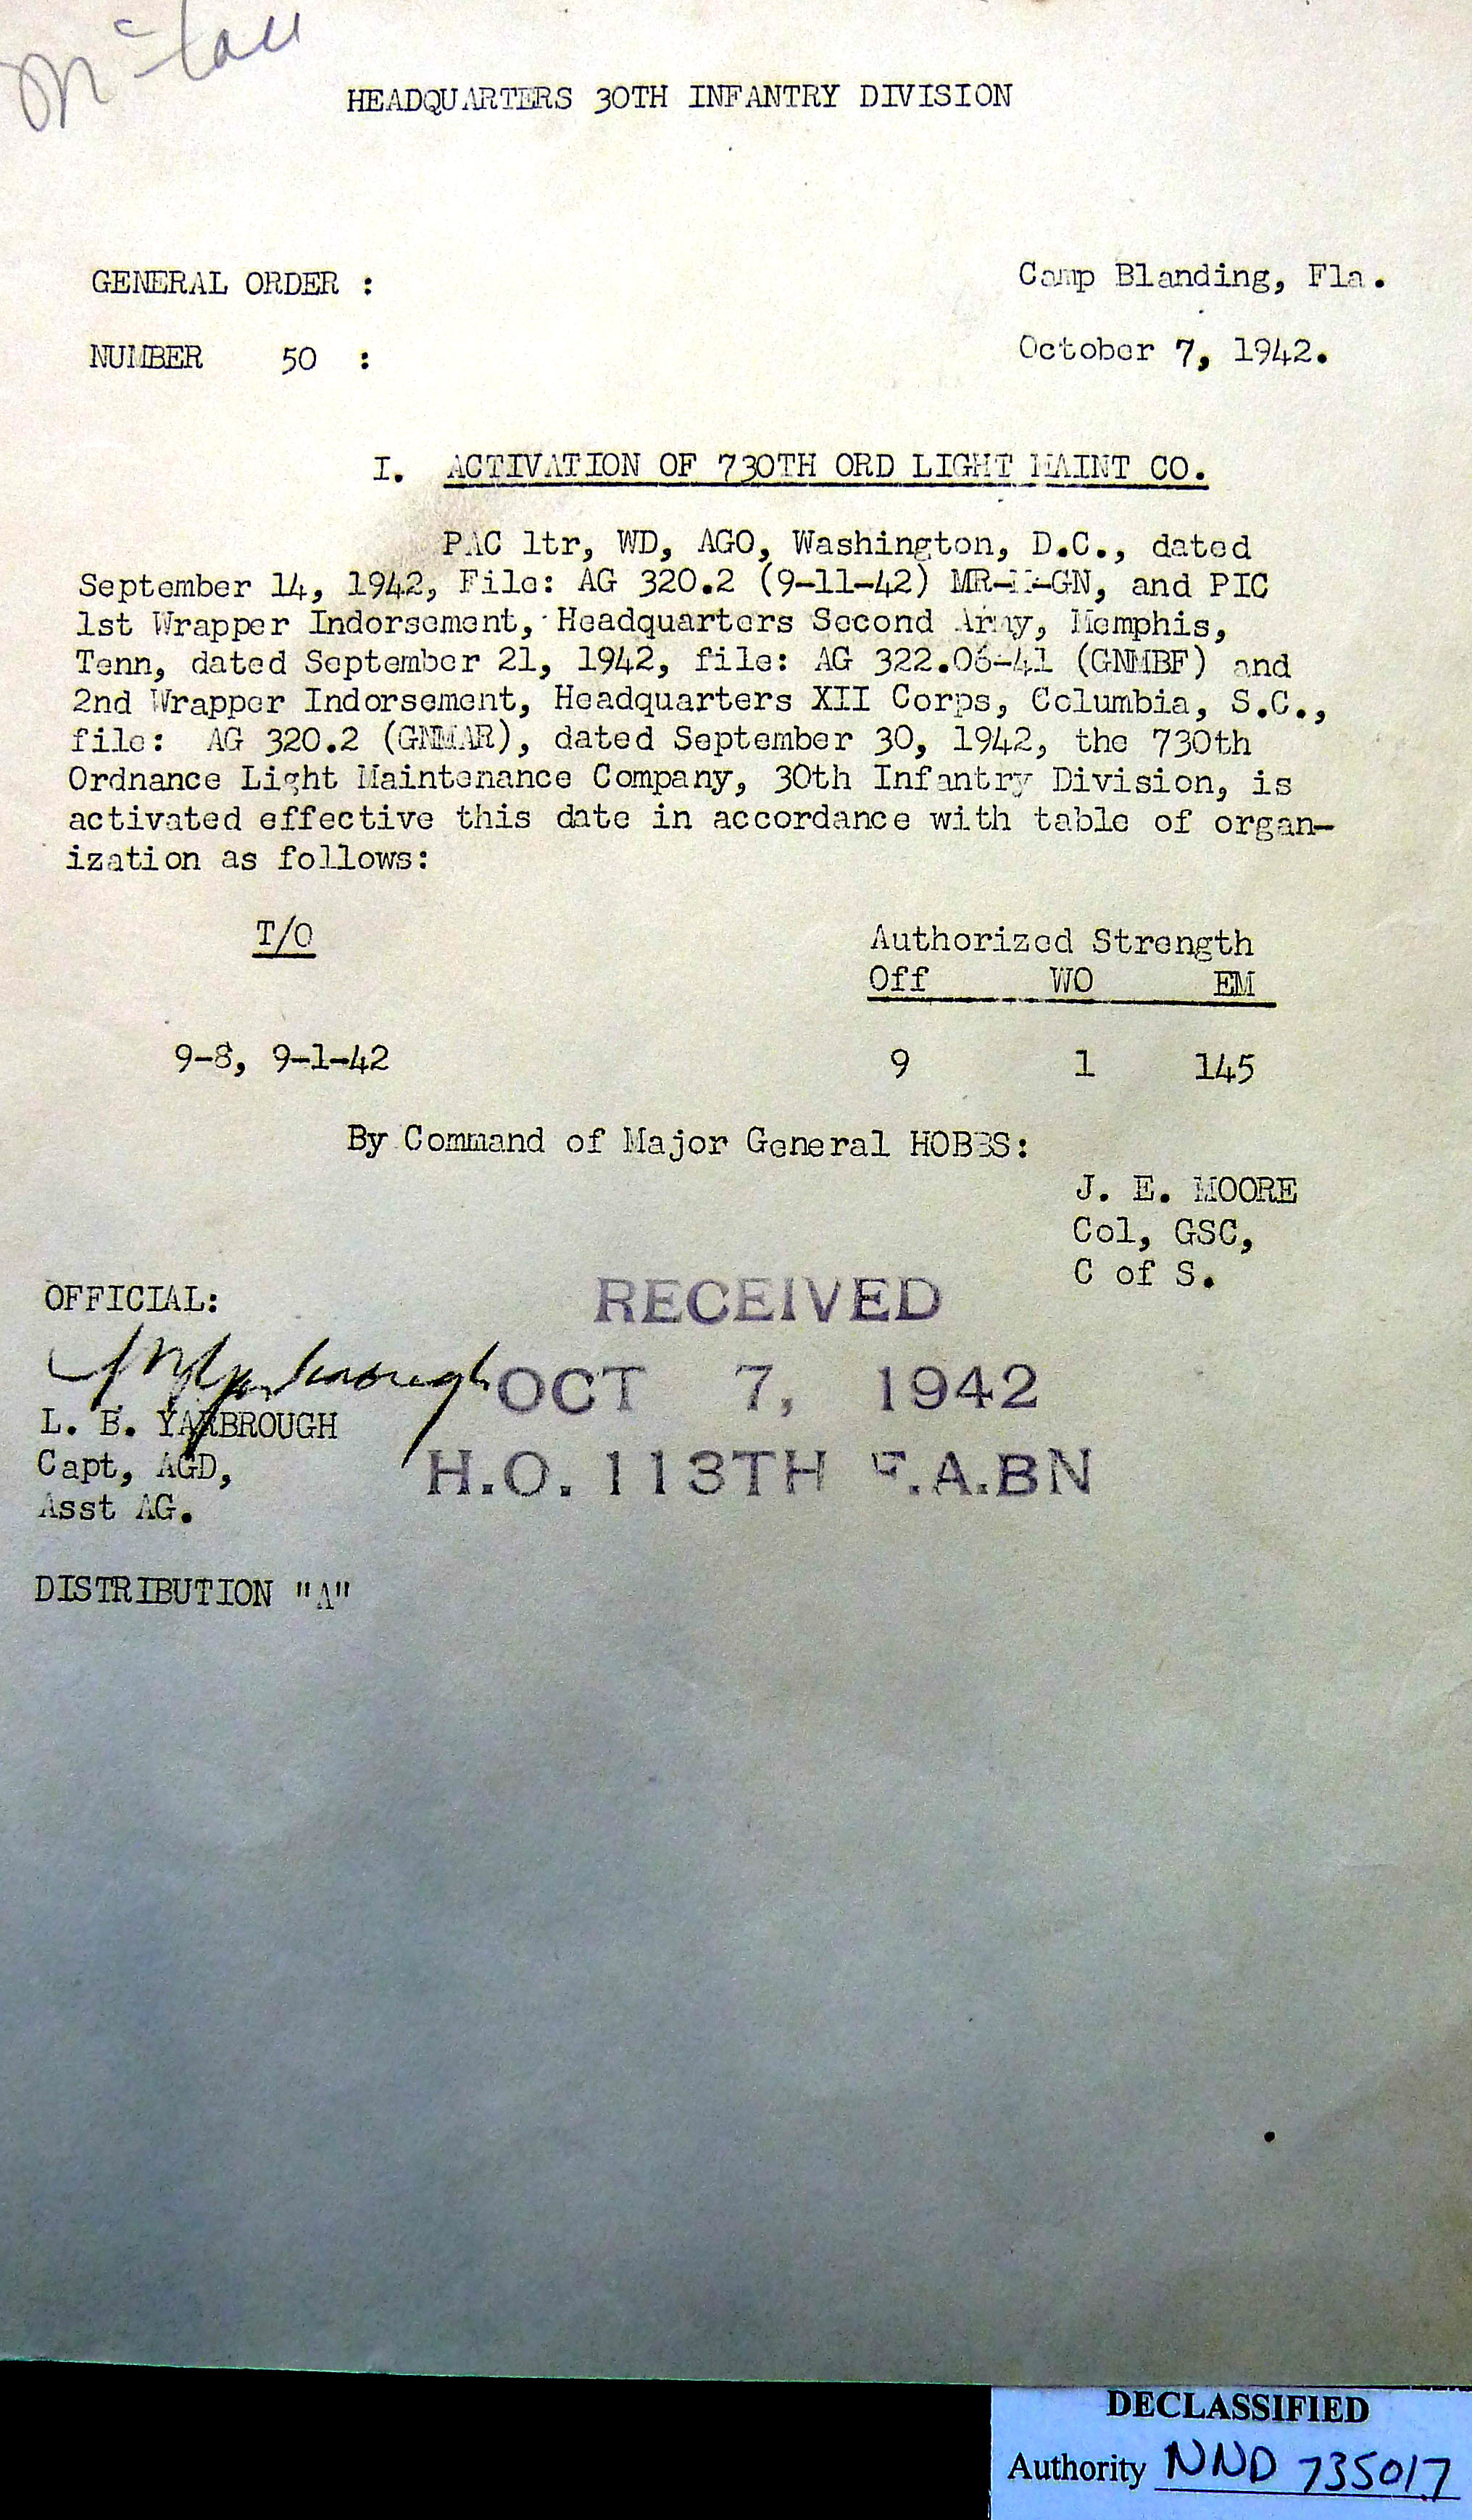 HEADQUARTERS 30TH INFANTRY DIVISION
GENERAL ORDER :
Camp Blanding, Fla.
NUMBER 50 :
October 7, 1942.
I. ACTIVATION OF 730TH ORD LIGHT MAINT CO.
PAC ltr, WD, AGO, Washington, D.C., dated
September 14, 1942, File: AG 320.2 (9-11-42) MR-M-GN, and PIC
1st Wrapper Indorsement, Headquarters Second Army, Memphis,
Tenn, dated September 21, 1942, file: AG 322.06-41 (GNMBF) and
2nd Wrapper Indorsement, Headquarters XII Corps, Columbia, S.C.,
file: AG 320.2 (GNMAR), dated September 30, 1942, the 730th
Ordnance Light Maintenance Company, 30th Infantry Division, is
activated effective this date in accordance with table of organ-
ization as follows:
T/O
Authorized Strength
Off WO EM
9-8, 9-1-42 9 1 145
By Command of Major General HOBBS:
J. E. MOORE
Col, GSC,
C of S.
OFFICIAL:
RECEIVED
OCT 7, 1942
H.O. 113TH F.A.BN
L. B. YARBROUGH
Capt, AGD,
Asst AG.
DISTRIBUTION "A"
DECLASSIFIED
Authority NND 735017